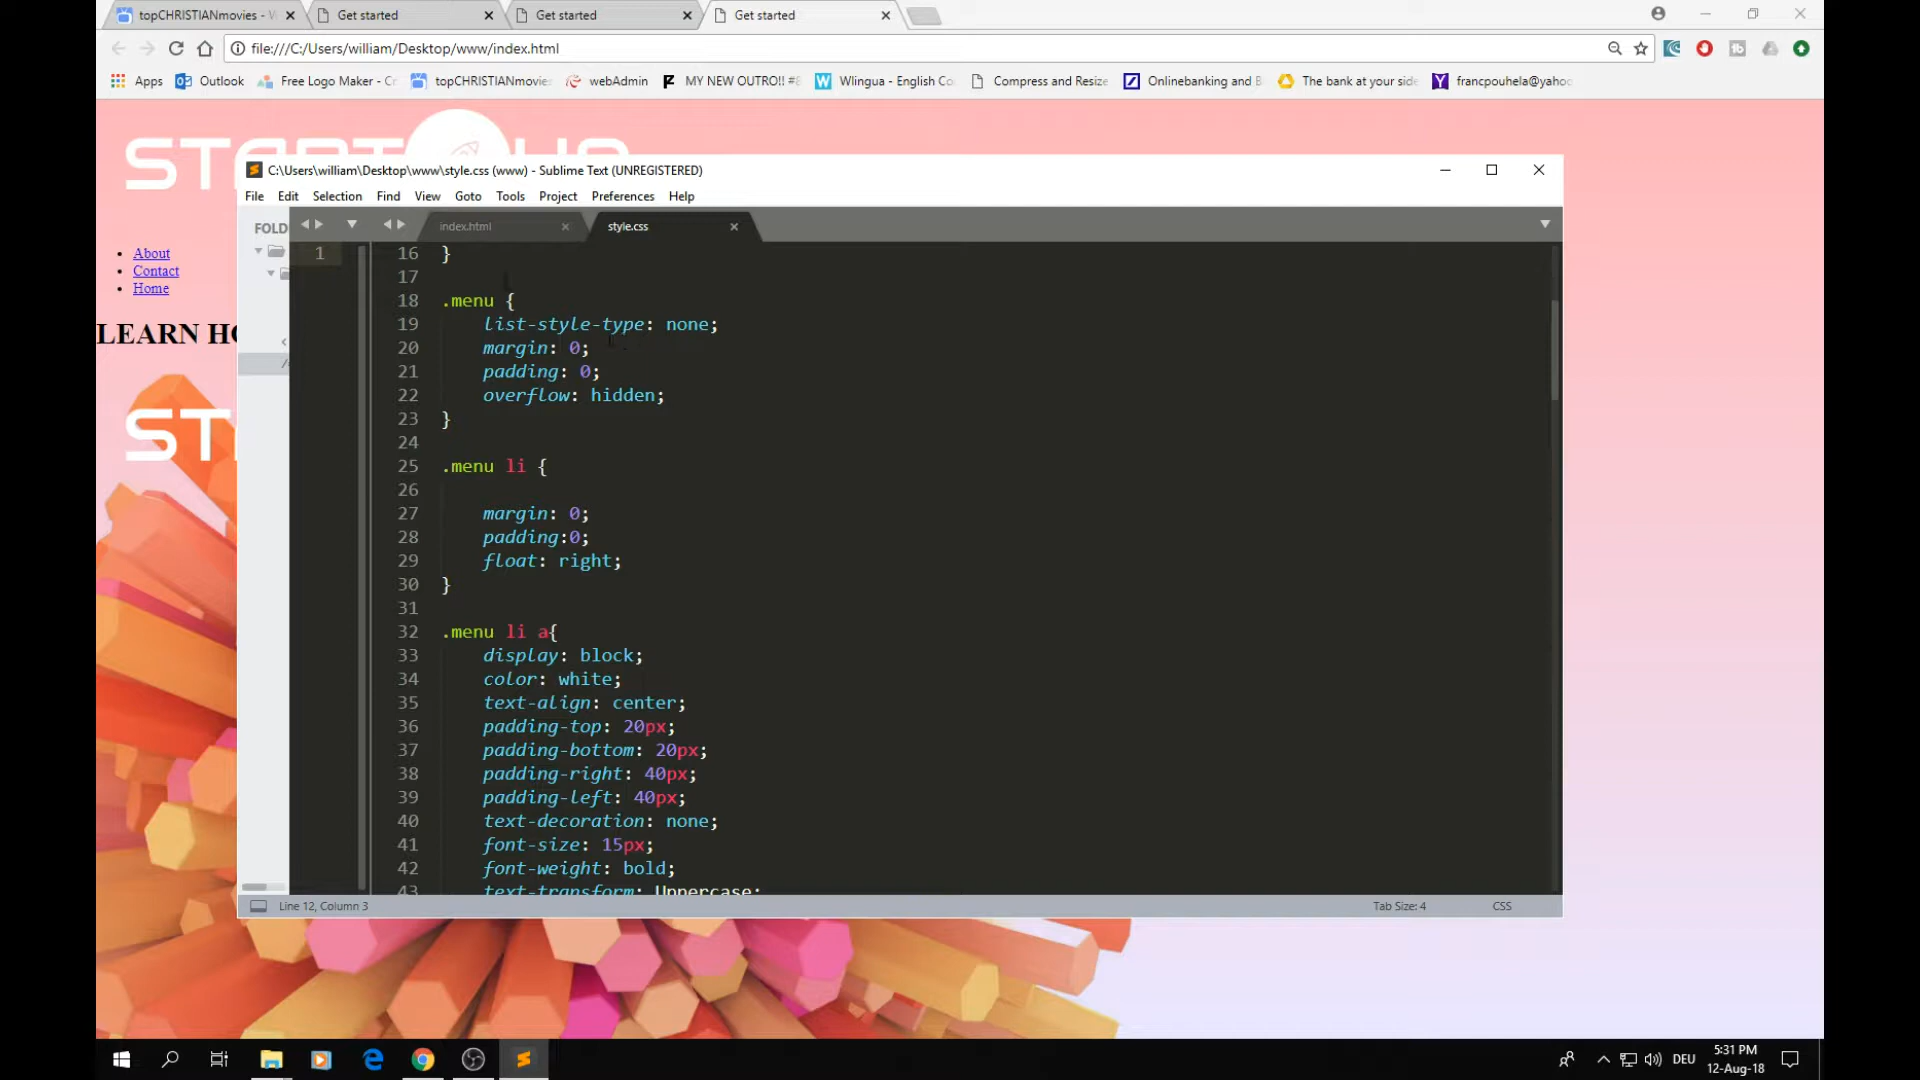 topCHRISTIANmovies - W
Get started
Get started
Get started
file:///C:/Users/william/Desktop/www/index.html
Apps
Outlook
Free Logo Maker - Cr
topCHRISTIANmovies
webAdmin
MY NEW OUTRO!! #8
Wlingua - English Co
Compress and Resize
Onlinebanking and B
The bank at your side
francpouhela@yahoo
C:\Users\william\Desktop\www\style.css (www) - Sublime Text (UNREGISTERED)
File Edit Selection Find View Goto Tools Project Preferences Help
FOLD
index.html
style.css
About
Contact
Home
LEARN HO
ST
1
16 }
17
18 .menu {
19 list-style-type: none;
20 margin: 0;
21 padding: 0;
22 overflow: hidden;
23 }
24
25 .menu li {
26
27 margin: 0;
28 padding:0;
29 float: right;
30 }
31
32 .menu li a{
33 display: block;
34 color: white;
35 text-align: center;
36 padding-top: 20px;
37 padding-bottom: 20px;
38 padding-right: 40px;
39 padding-left: 40px;
40 text-decoration: none;
41 font-size: 15px;
42 font-weight: bold;
43 text-transform: Uppercase;
Line 12, Column 3
Tab Size: 4
CSS
DEU
5:31 PM
12-Aug-18